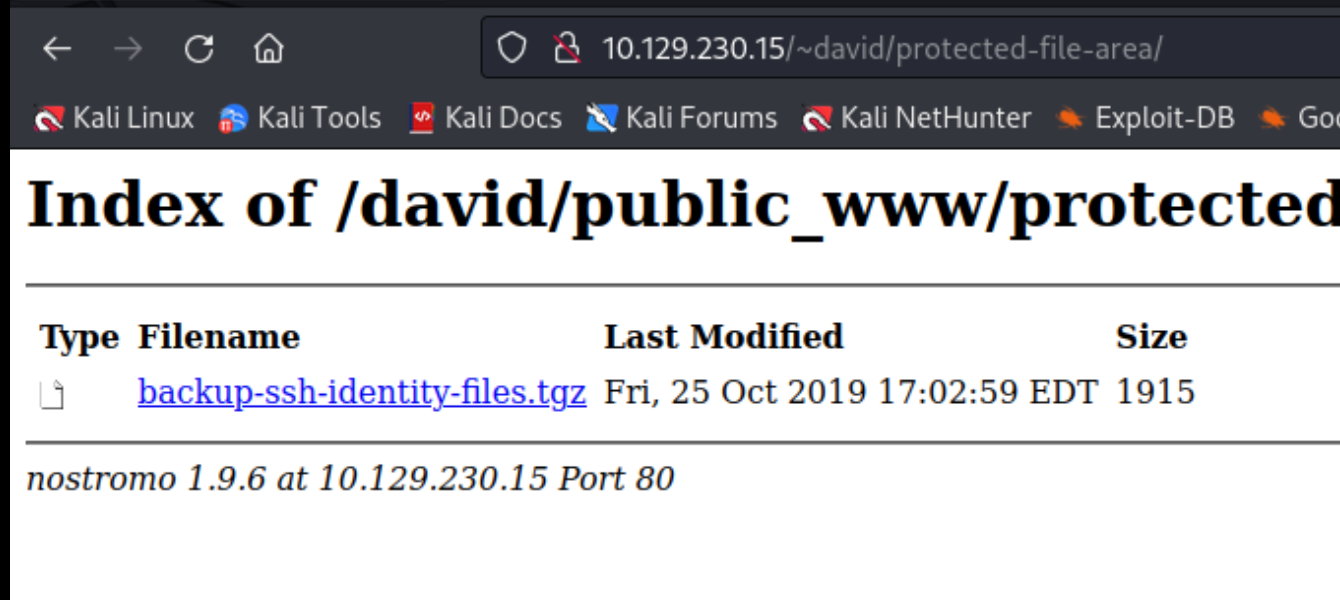 10.129.230.15/~david/protected-file-area/
Kali Linux Kali Tools Kali Docs Kali Forums Kali NetHunter Exploit-DB Goo
Index of /david/public_www/protected
Type Filename Last Modified Size
backup-ssh-identity-files.tgz Fri, 25 Oct 2019 17:02:59 EDT 1915
nostromo 1.9.6 at 10.129.230.15 Port 80